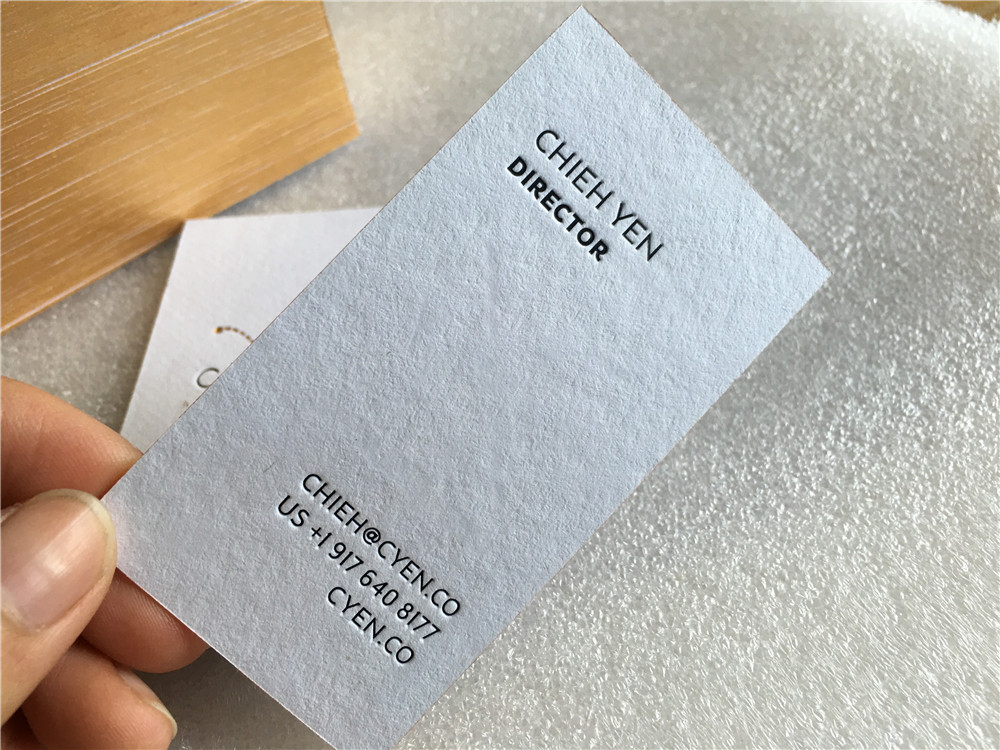 CHIEH YEN
DIRECTOR
CHIEH@CYEN.CO
US +1 917 640 8177
CYEN.CO